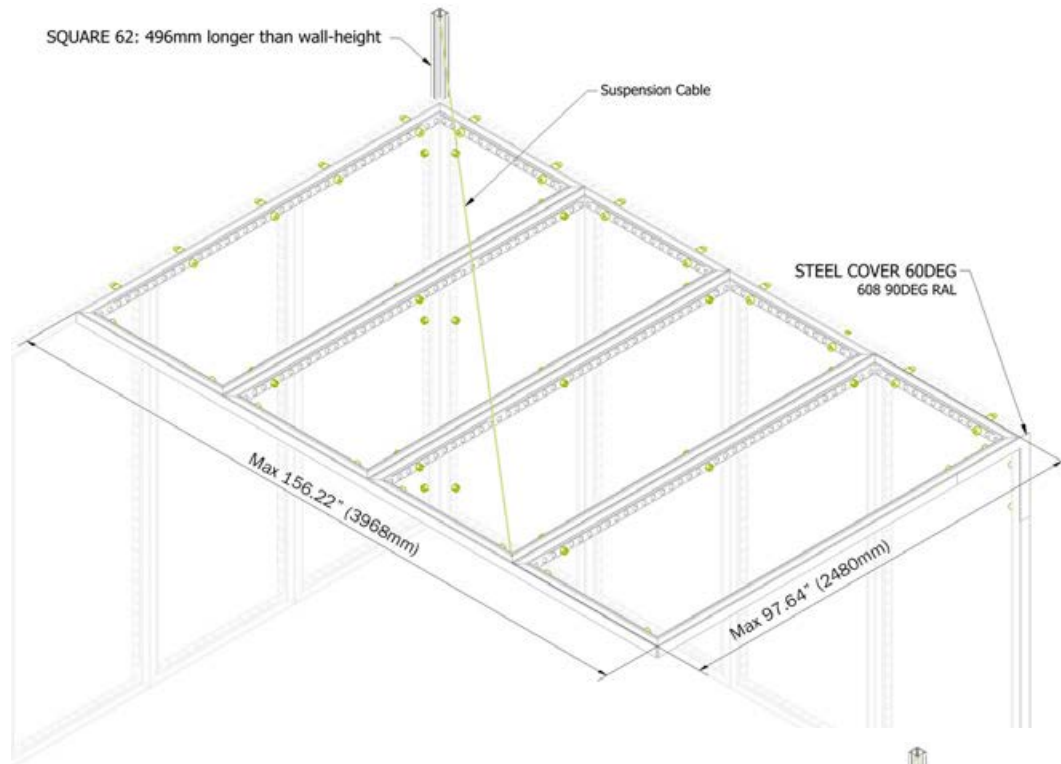 SQUARE 62: 496mm longer than wall-height
Suspension Cable
STEEL COVER 60DEG
608 90DEG RAL
Max 156.22" (3968mm)
Max 97.64" (2480mm)